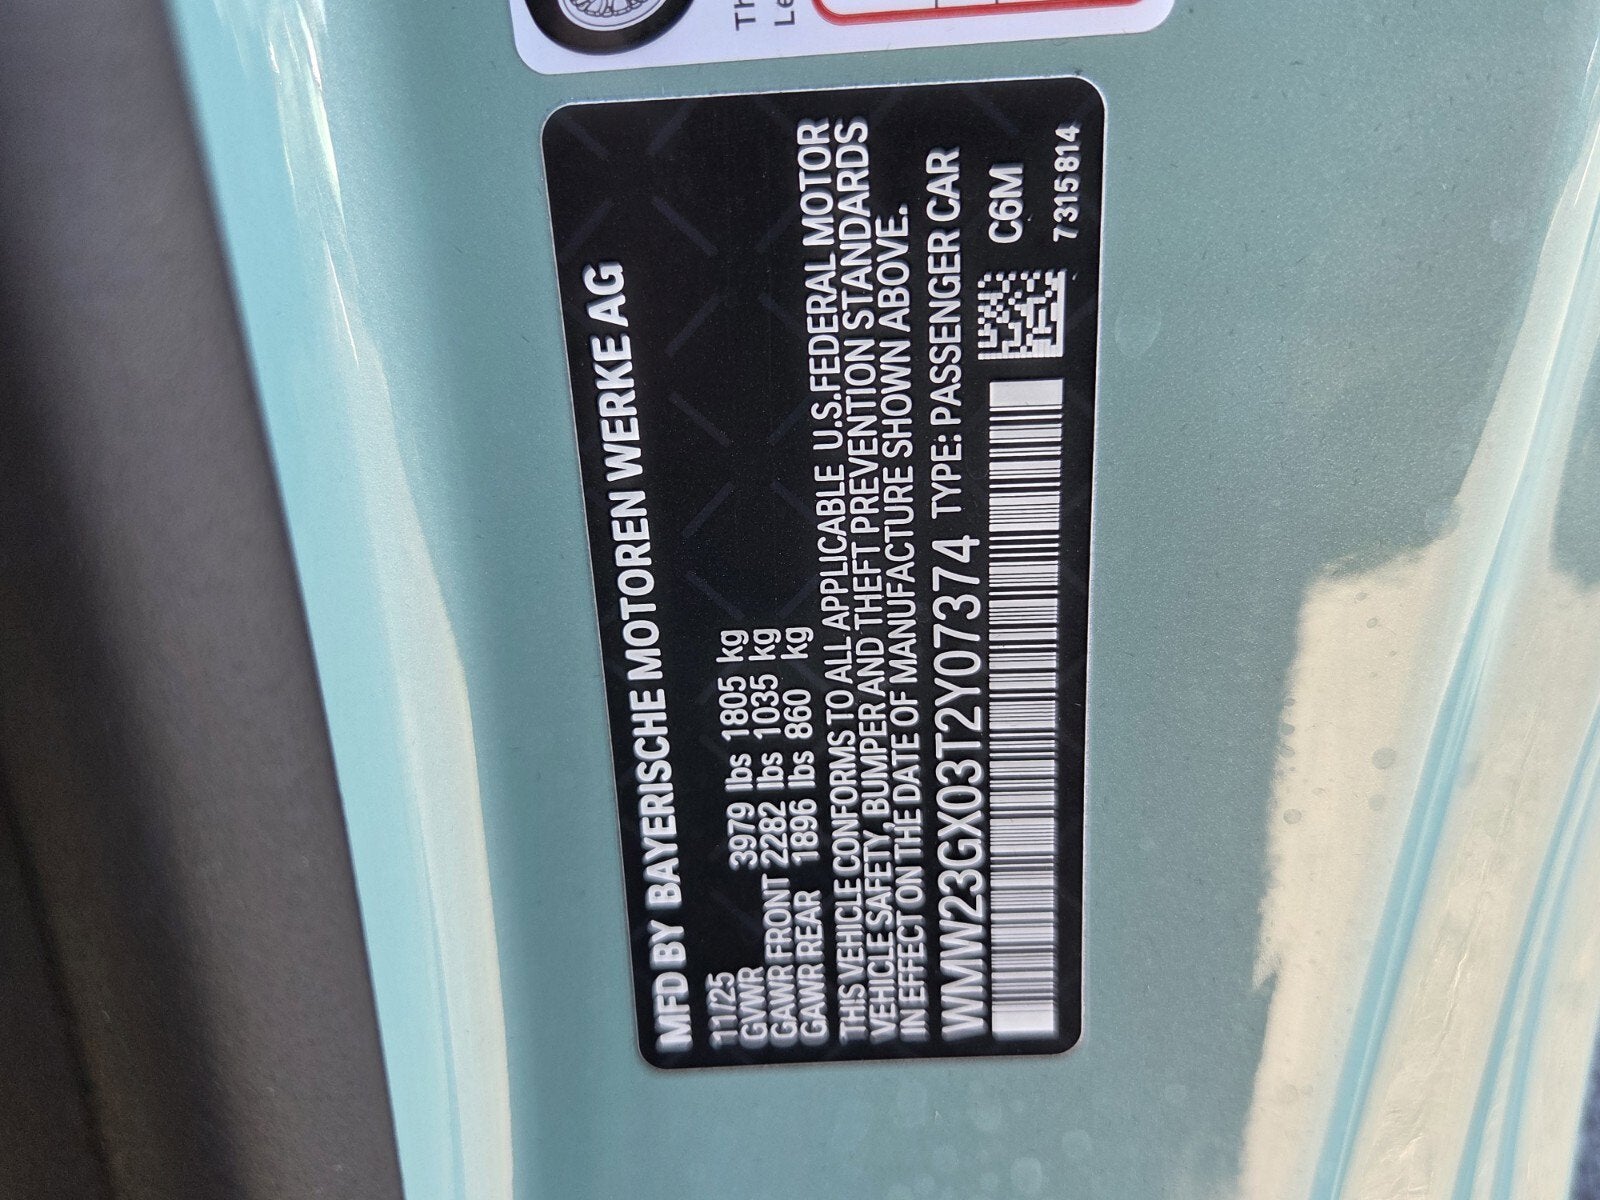 Th
Le
MFD BY BAYERISCHE MOTOREN WERKE AG
11/25
GVWR 3979 lbs 1805 kg
GAWR FRONT 2282 lbs 1035 kg
GAWR REAR 1896 lbs 860 kg
THIS VEHICLE CONFORMS TO ALL APPLICABLE U.S.FEDERAL MOTOR
VEHICLE SAFETY, BUMPER AND THEFT PREVENTION STANDARDS
IN EFFECT ON THE DATE OF MANUFACTURE SHOWN ABOVE.
WMW23GX03T2Y07374 TYPE: PASSENGER CAR
C6M
7315814